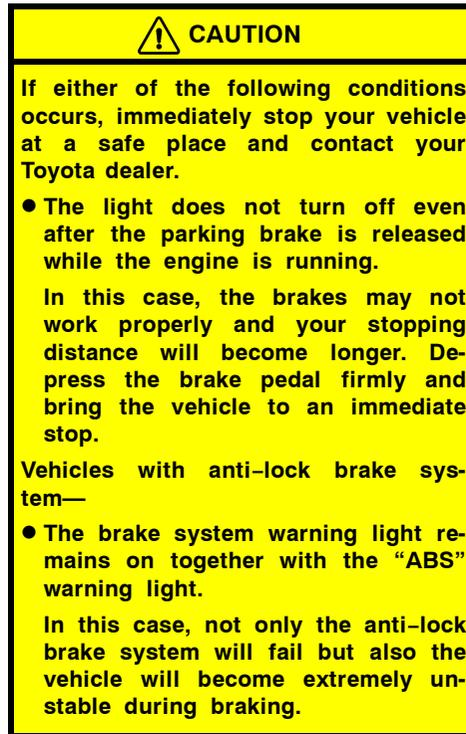 CAUTION
If either of the following conditions
occurs, immediately stop your vehicle
at a safe place and contact your
Toyota dealer.
● The light does not turn off even
after the parking brake is released
while the engine is running.
In this case, the brakes may not
work properly and your stopping
distance will become longer. De-
press the brake pedal firmly and
bring the vehicle to an immediate
stop.
Vehicles with anti–lock brake sys-
tem—
● The brake system warning light re-
mains on together with the “ABS”
warning light.
In this case, not only the anti–lock
brake system will fail but also the
vehicle will become extremely un-
stable during braking.